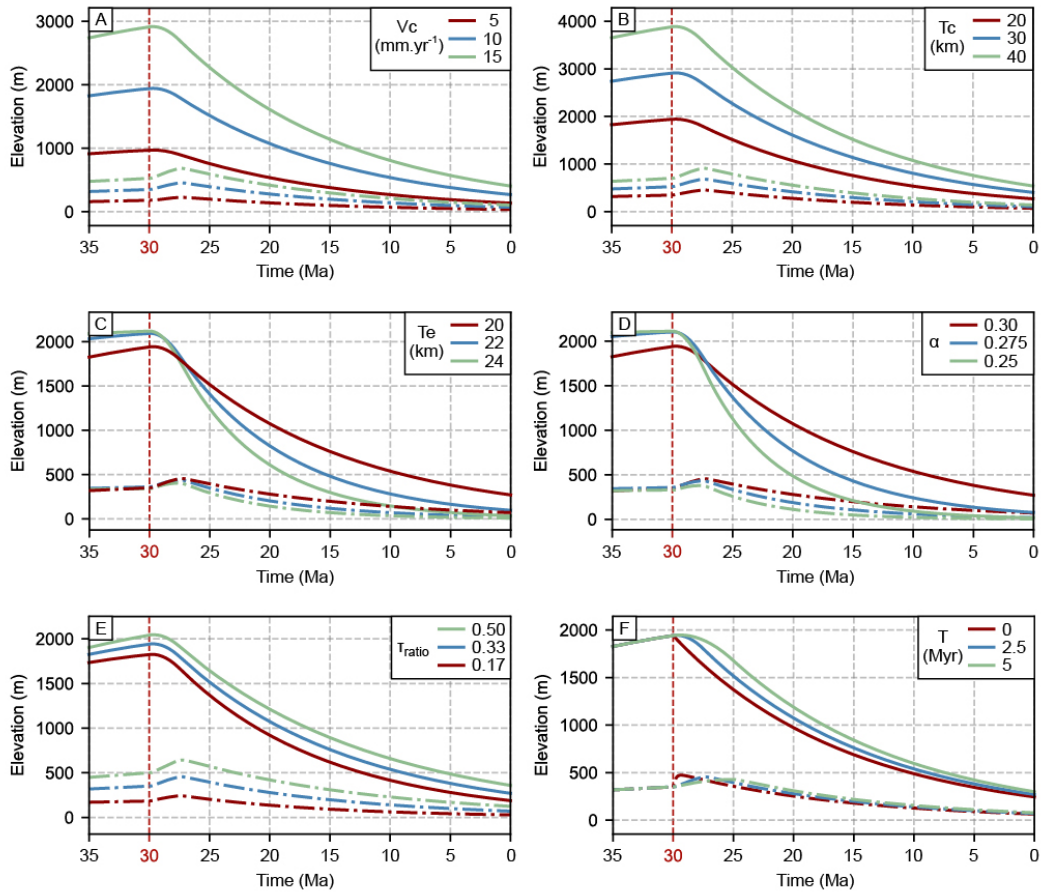 A
Vc
(mm.yr⁻¹)
5
10
15
3000
2000
1000
0
Elevation (m)
35 30 25 20 15 10 5 0
Time (Ma)
B
Tc
(km)
20
30
40
4000
3000
2000
1000
0
Elevation (m)
35 30 25 20 15 10 5 0
Time (Ma)
C
Te
(km)
20
22
24
2000
1500
1000
500
0
Elevation (m)
35 30 25 20 15 10 5 0
Time (Ma)
D
α
0.30
0.275
0.25
2000
1500
1000
500
0
Elevation (m)
35 30 25 20 15 10 5 0
Time (Ma)
E
τratio
0.50
0.33
0.17
2000
1500
1000
500
0
Elevation (m)
35 30 25 20 15 10 5 0
Time (Ma)
F
T
(Myr)
0
2.5
5
2000
1500
1000
500
0
Elevation (m)
35 30 25 20 15 10 5 0
Time (Ma)